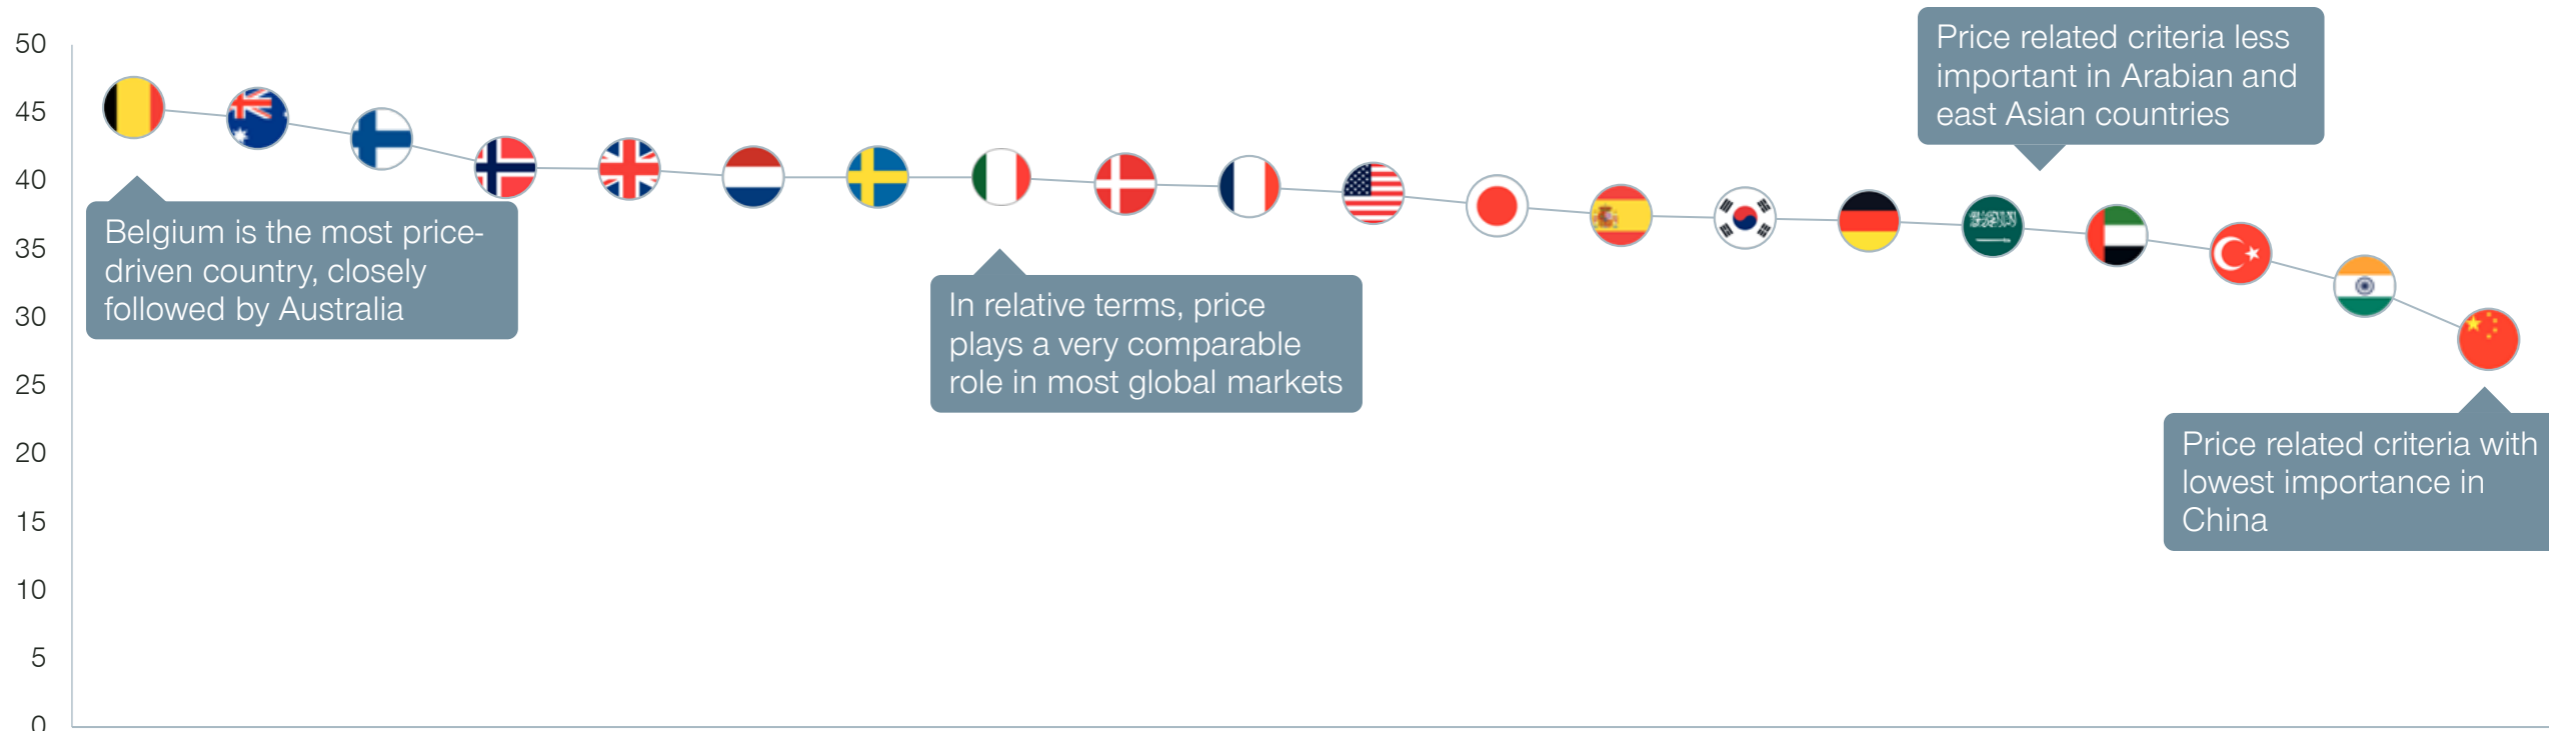 50
45
40
35
30
25
20
15
10
5
0
Belgium is the most price-
driven country, closely
followed by Australia
In relative terms, price
plays a very comparable
role in most global markets
Price related criteria less
important in Arabian and
east Asian countries
Price related criteria with
lowest importance in
China